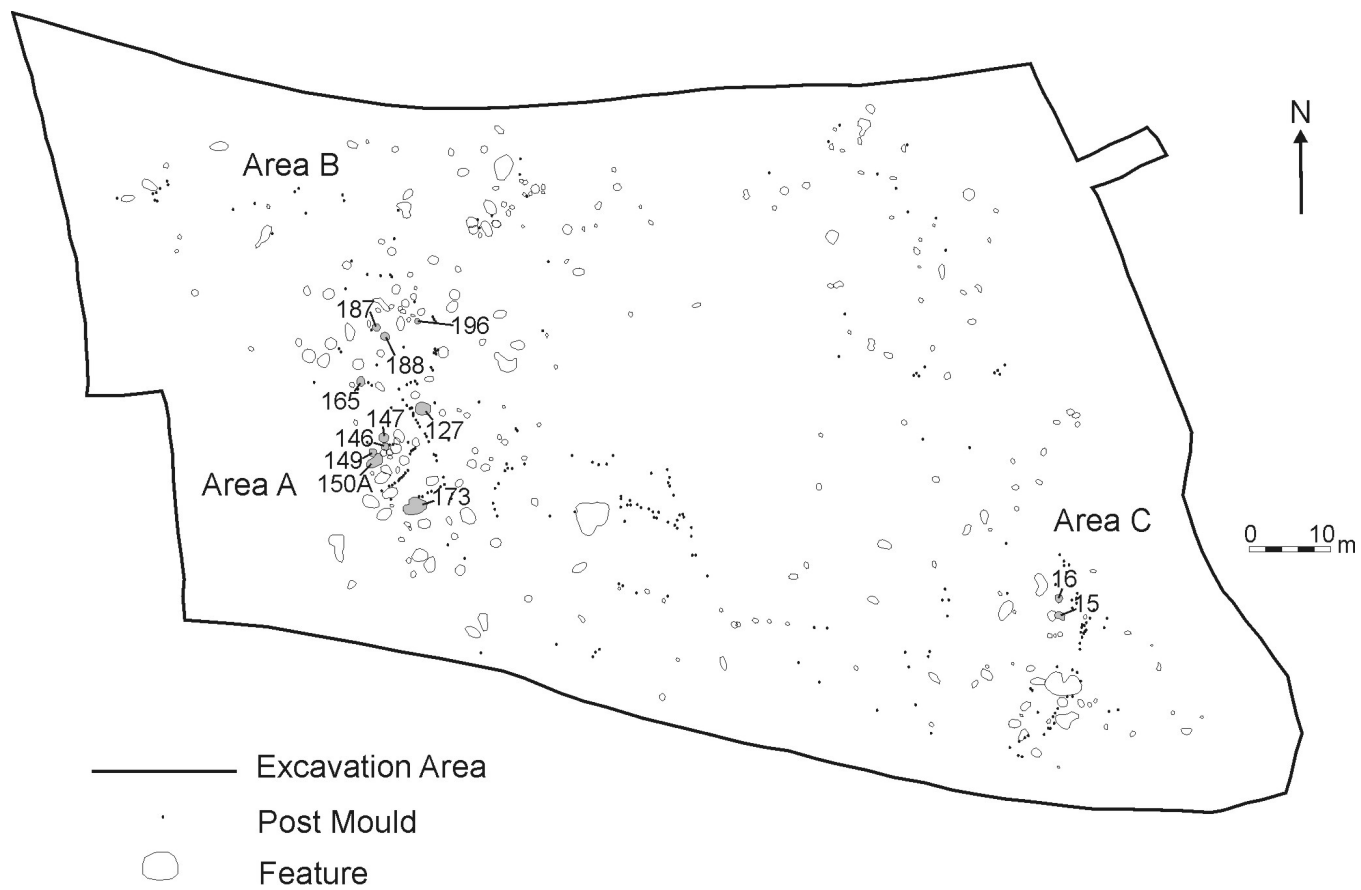 N
Area B
187
196
188
165
147
127
146
149
150A
Area A
173
Area C
0 10 m
16
15
Excavation Area
Post Mould
Feature